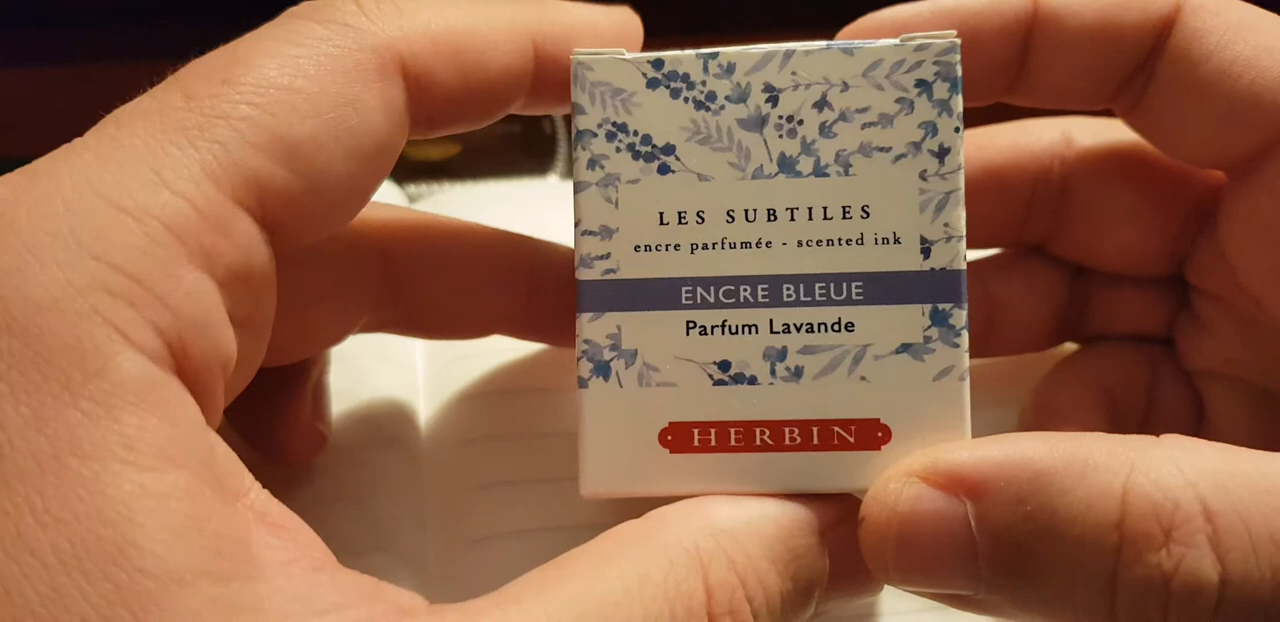 LES SUBTILES
encre parfumée - scented ink
ENCRE BLEUE
Parfum Lavande
HERBIN